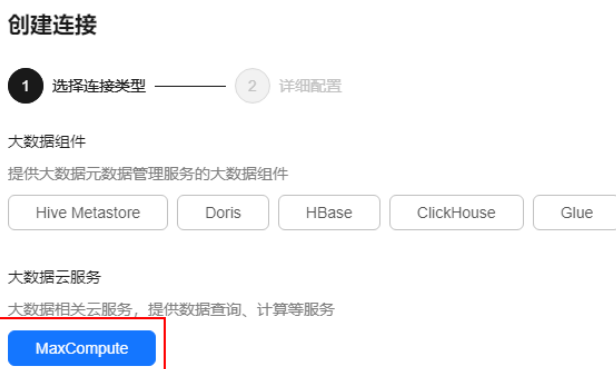 创建连接
1 选择连接类型 2 详细配置
大数据组件
提供大数据元数据管理服务的大数据组件
Hive Metastore Doris HBase ClickHouse Glue
大数据云服务
大数据相关云服务，提供数据查询、计算等服务
MaxCompute